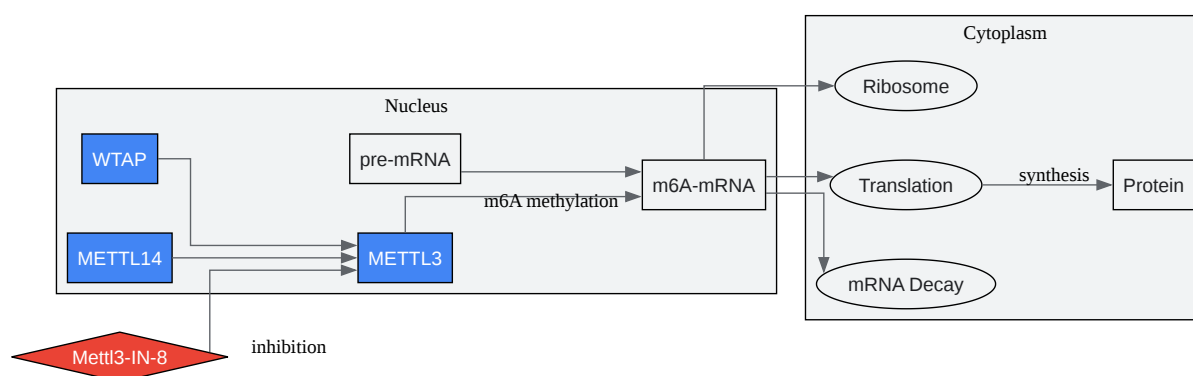 Cytoplasm
Ribosome
Nucleus
WTAP
pre-mRNA
m6A-mRNA
Translation
synthesis
Protein
m6A methylation
METTL14
METTL3
mRNA Decay
Mettl3-IN-8
inhibition